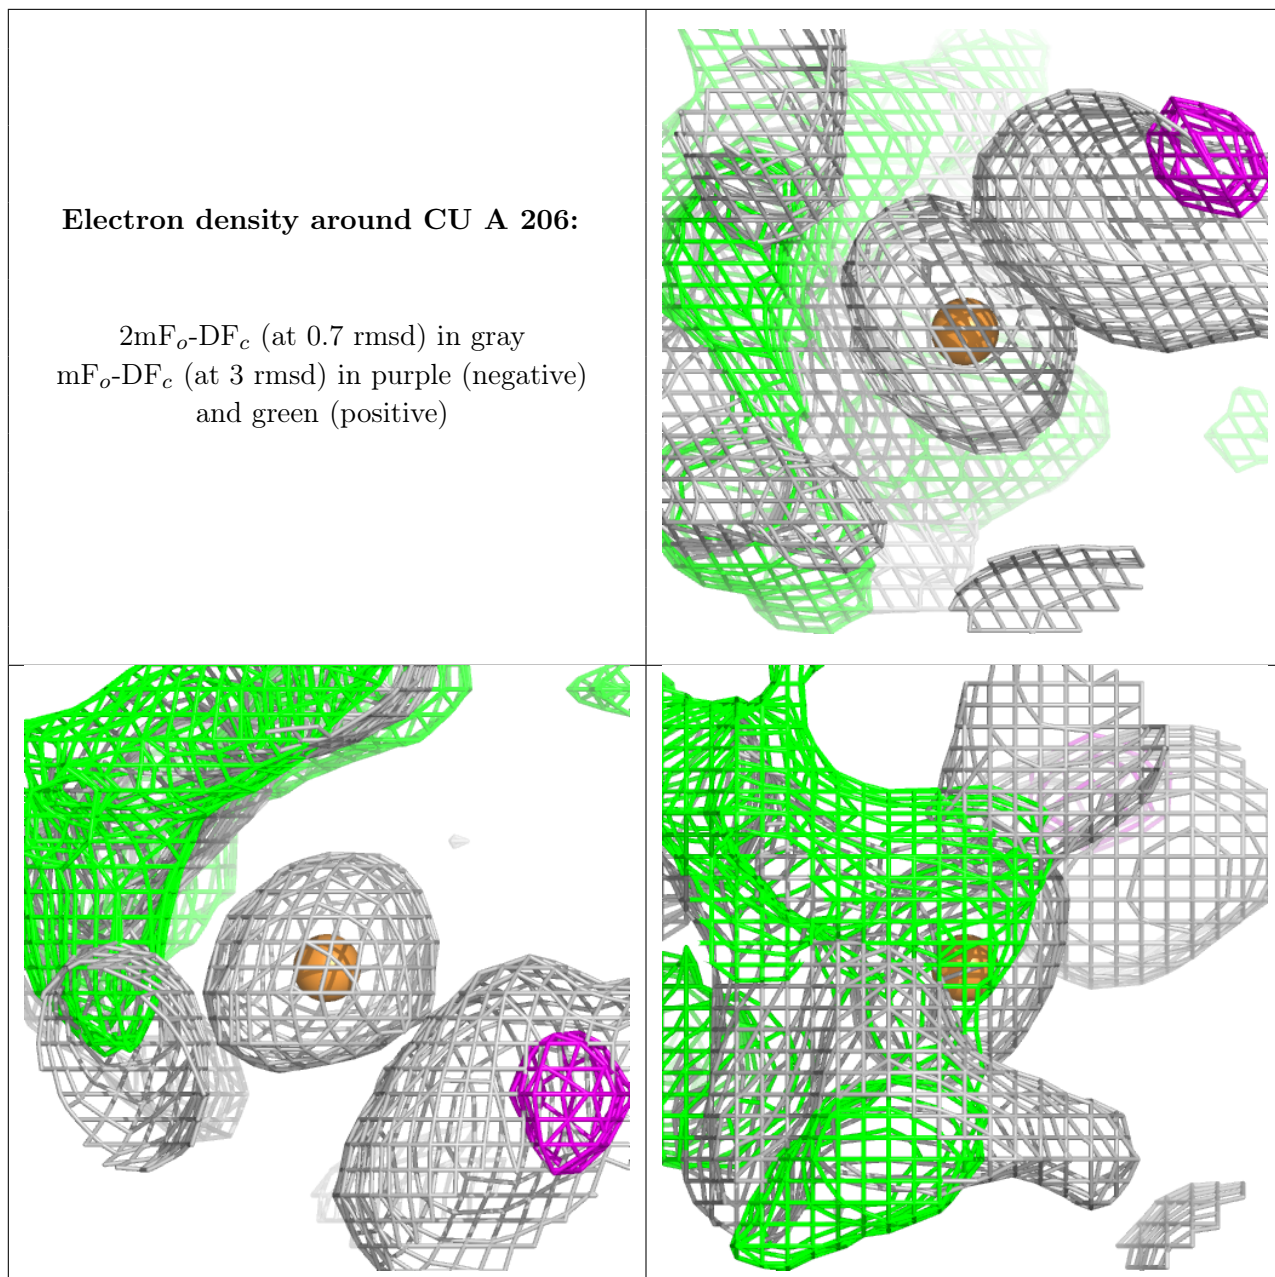 Electron density around CU A 206:
2mFo-DFc (at 0.7 rmsd) in gray
mFo-DFc (at 3 rmsd) in purple (negative)
and green (positive)